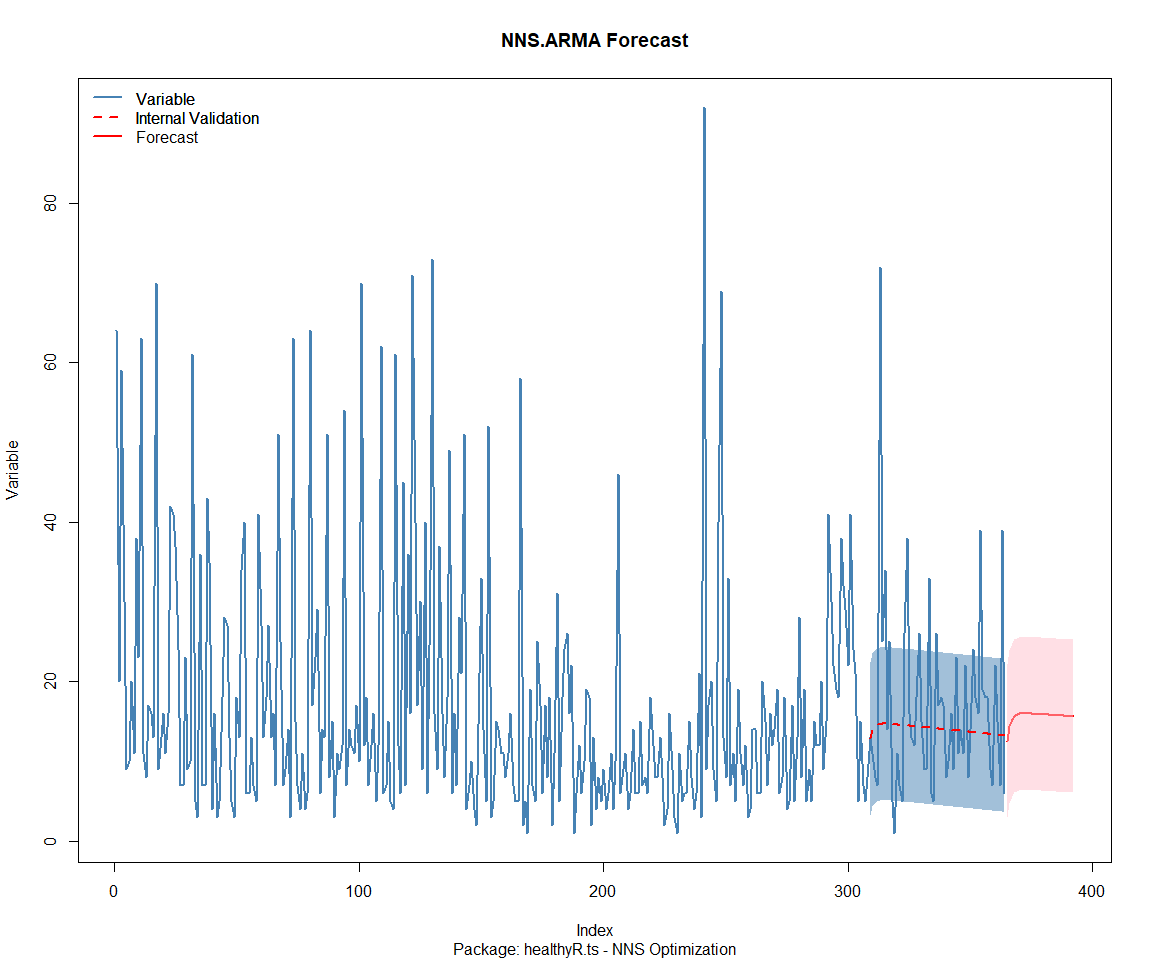 NNS.ARMA Forecast
Variable
Internal Validation
Forecast
Variable
80
60
40
20
0
0 100 200 300 400
Index
Package: healthyR.ts - NNS Optimization